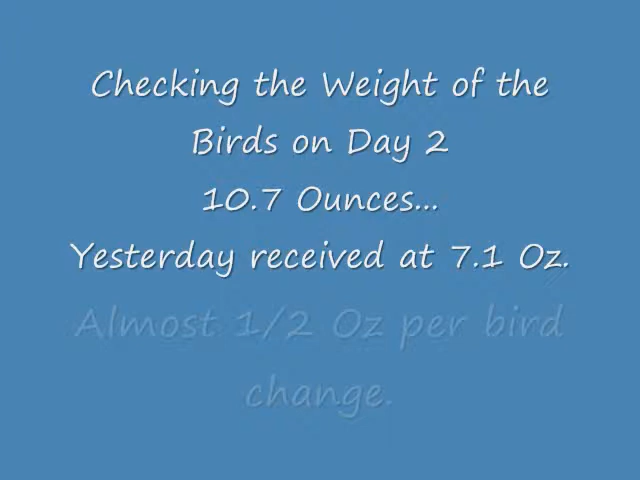 Checking the Weight of the
Birds on Day 2
10.7 Ounces...
Yesterday received at 7.1 Oz.
Almost 1/2 Oz per bird
change.